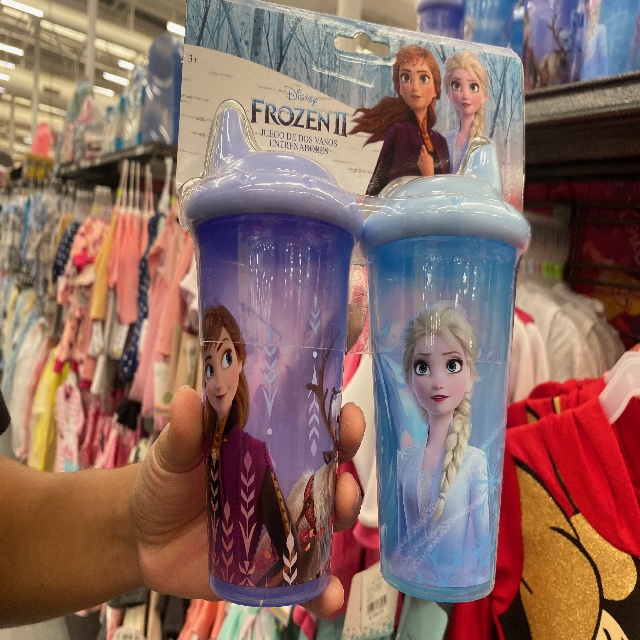 3+
Disney
FROZEN II
JUEGO DE DOS VASOS
ENTRENADORES